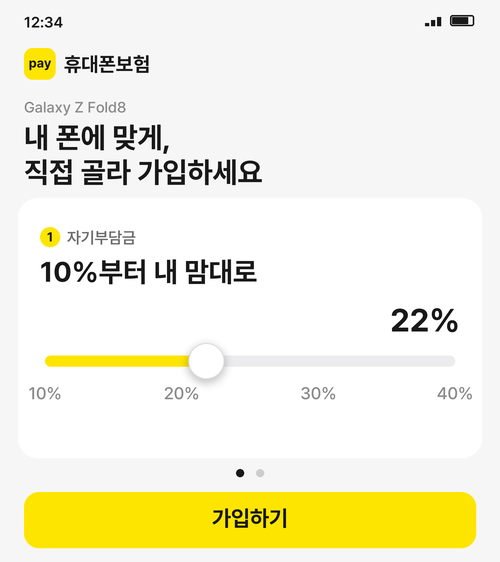 12:34
pay 휴대폰보험
Galaxy Z Fold8
내 폰에 맞게,
직접 골라 가입하세요
1 자기부담금
10%부터 내 맘대로
22%
10% 20% 30% 40%
가입하기